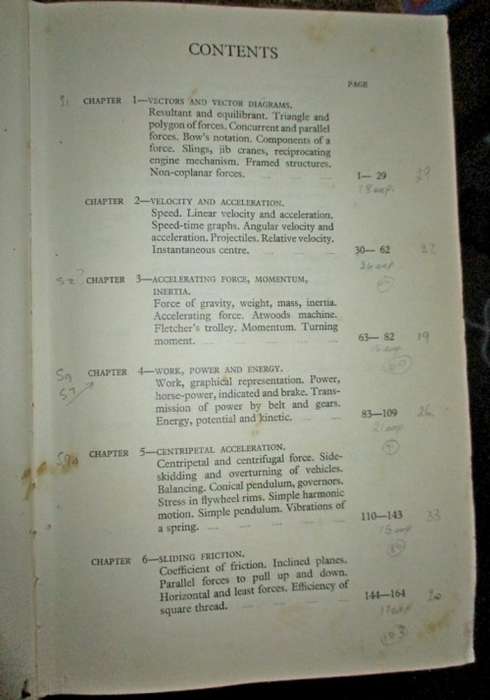 CONTENTS
PAGE
CHAPTER 1—VECTORS AND VECTOR DIAGRAMS.
Resultant and equilibrant. Triangle and
polygon of forces. Concurrent and parallel
forces. Bow's notation. Components of a
force. Slings, jib cranes, reciprocating
engine mechanism. Framed structures.
Non-coplanar forces. 1— 29
CHAPTER 2—VELOCITY AND ACCELERATION.
Speed. Linear velocity and acceleration.
Speed-time graphs. Angular velocity and
acceleration. Projectiles. Relative velocity.
Instantaneous centre. 30— 62
CHAPTER 3—ACCELERATING FORCE, MOMENTUM,
INERTIA.
Force of gravity, weight, mass, inertia.
Accelerating force. Atwoods machine.
Fletcher's trolley. Momentum. Turning
moment. 63— 82 19
CHAPTER 4—WORK, POWER AND ENERGY.
Work, graphical representation. Power,
horse-power, indicated and brake. Trans-
mission of power by belt and gears.
Energy, potential and kinetic. 83—109 26
CHAPTER 5—CENTRIPETAL ACCELERATION.
Centripetal and centrifugal force. Side-
skidding and overturning of vehicles.
Balancing. Conical pendulum, governors.
Stress in flywheel rims. Simple harmonic
motion. Simple pendulum. Vibrations of
a spring. 110—143 33
CHAPTER 6—SLIDING FRICTION.
Coefficient of friction. Inclined planes.
Parallel forces to pull up and down.
Horizontal and least forces. Efficiency of
square thread. 144—164 20